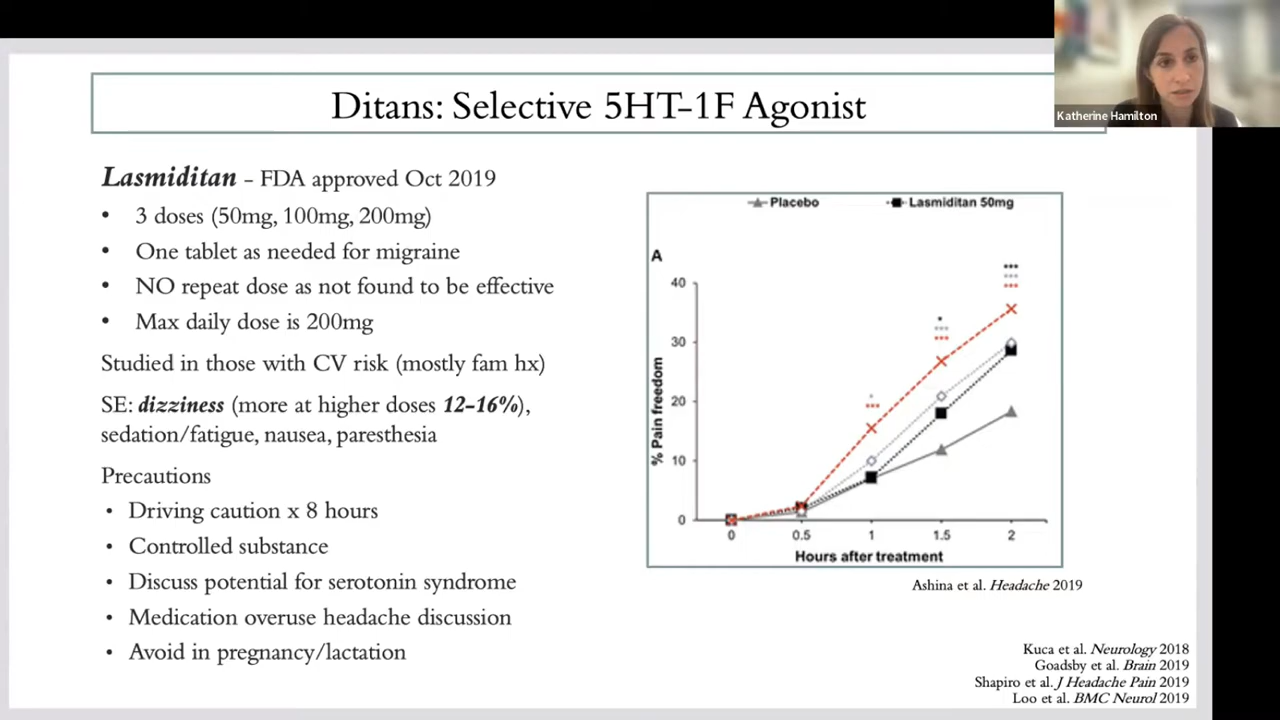 Katherine Hamilton
Ditans: Selective 5HT-1F Agonist
Lasmiditan – FDA approved Oct 2019
• 3 doses (50mg, 100mg, 200mg)
• One tablet as needed for migraine
• NO repeat dose as not found to be effective
• Max daily dose is 200mg
Studied in those with CV risk (mostly fam hx)
SE: dizziness (more at higher doses 12-16%),
sedation/fatigue, nausea, paresthesia
Precautions
• Driving caution x 8 hours
• Controlled substance
• Discuss potential for serotonin syndrome
• Medication overuse headache discussion
• Avoid in pregnancy/lactation
Placebo Lasmiditan 50mg
A
% Pain freedom
40
30
20
10
0
0 0.5 1 1.5 2
Hours after treatment
Ashina et al. Headache 2019
Kuca et al. Neurology 2018
Goadsby et al. Brain 2019
Shapiro et al. J Headache Pain 2019
Loo et al. BMC Neurol 2019